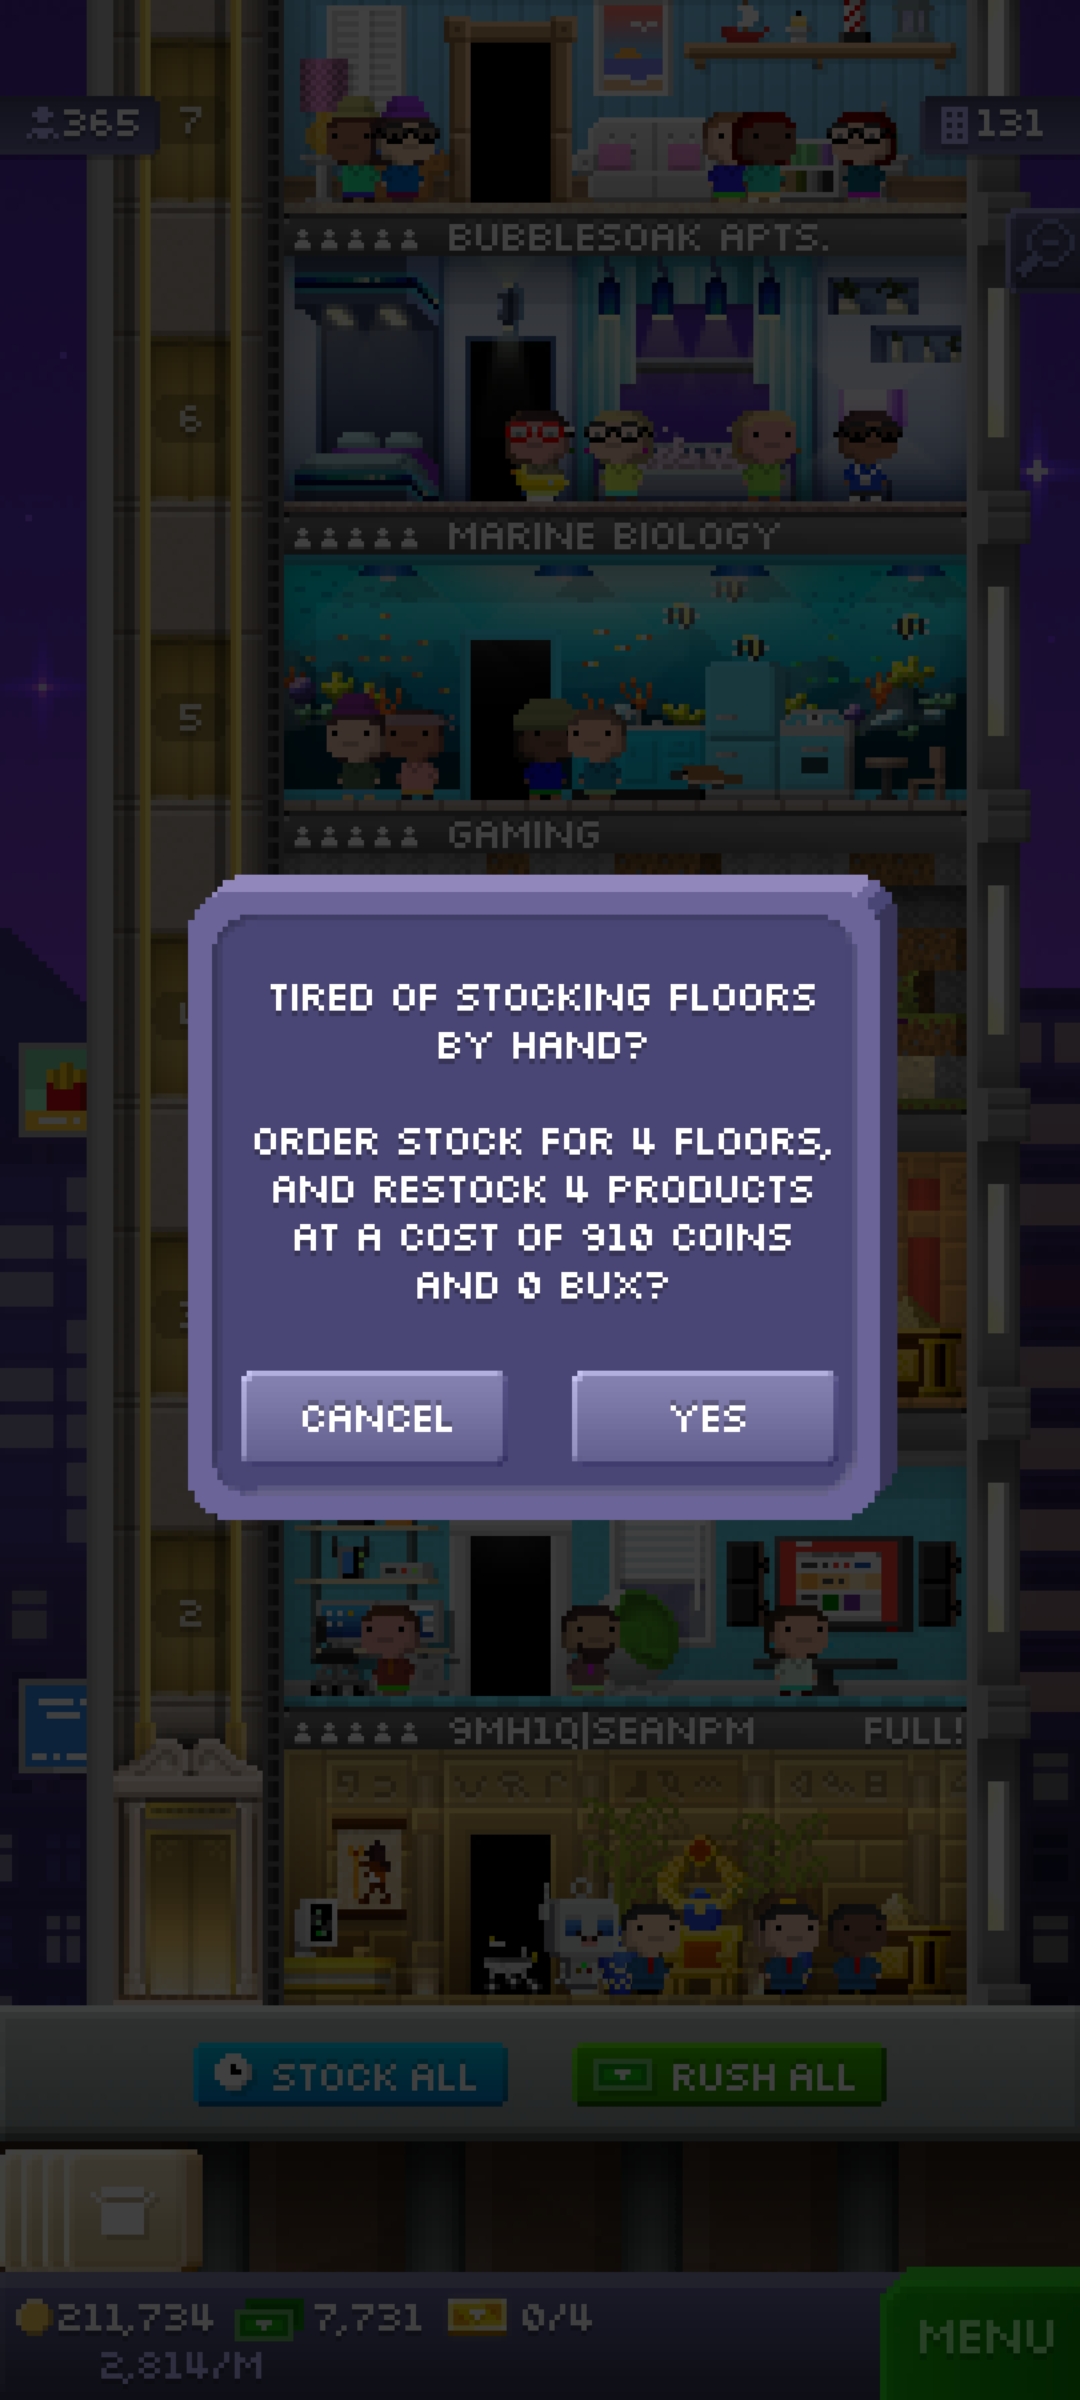 365
7
131
BUBBLESOAK APTS.
6
MARINE BIOLOGY
5
GAMING
TIRED OF STOCKING FLOORS
BY HAND?
ORDER STOCK FOR 4 FLOORS,
AND RESTOCK 4 PRODUCTS
AT A COST OF 910 COINS
AND 0 BUX?
CANCEL
YES
2
9MH1Q|SEANPM
FULL!
STOCK ALL
RUSH ALL
211,734
7,731
0/4
MENU
2,814/M